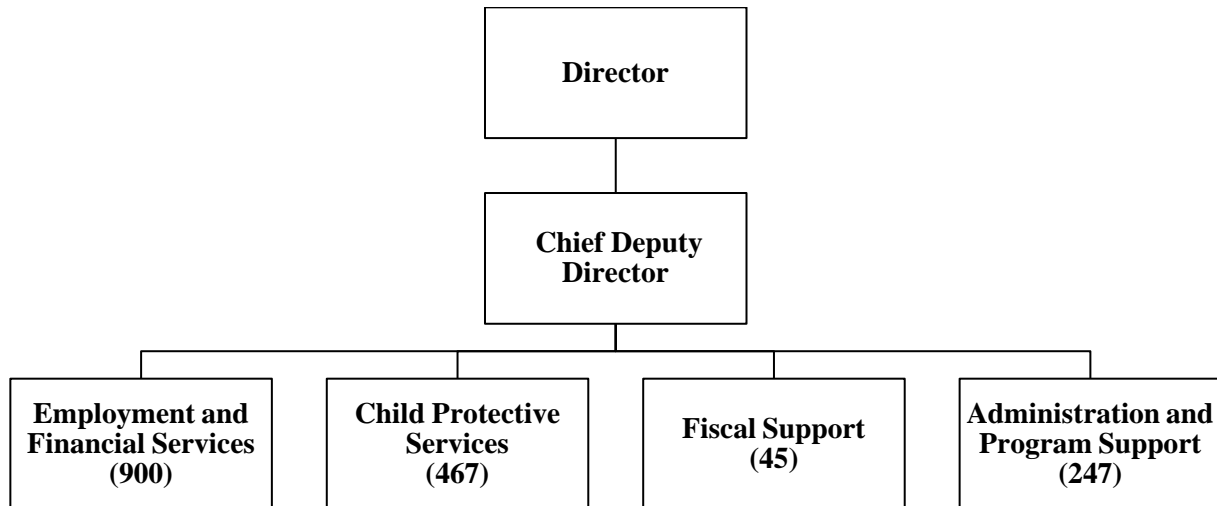 Director
Chief Deputy
Director
Employment and
Financial Services
(900)
Child Protective
Services
(467)
Fiscal Support
(45)
Administration and
Program Support
(247)